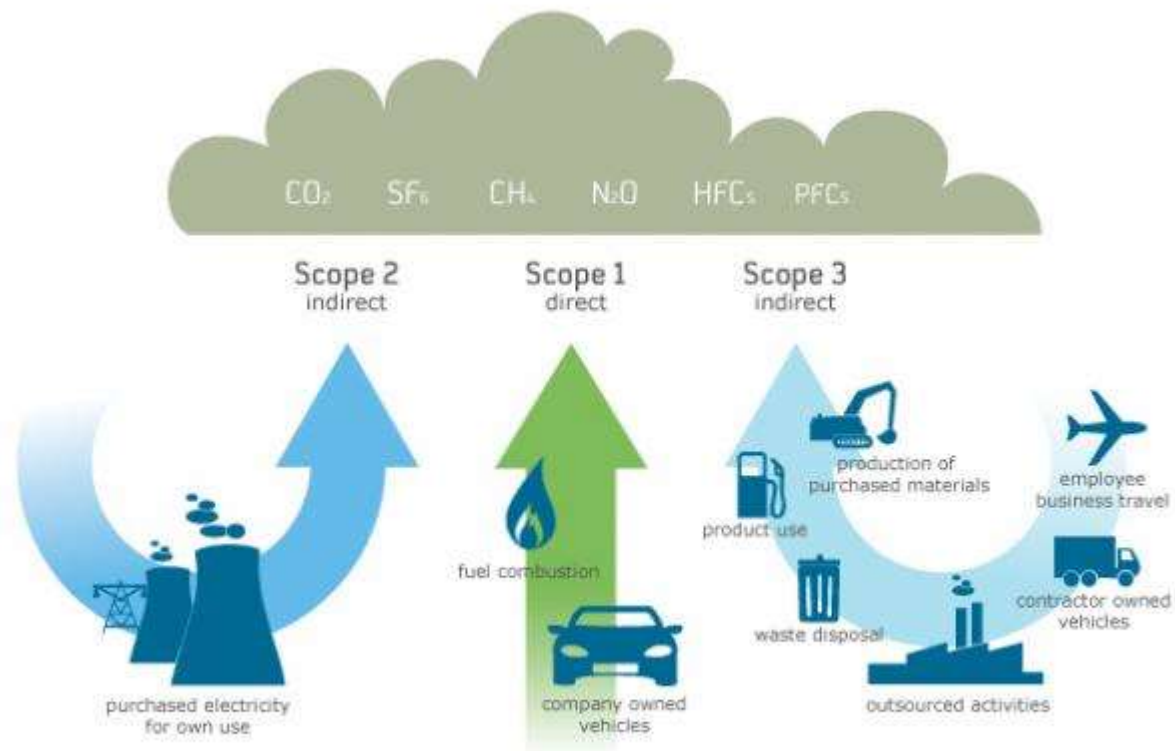 CO₂ SF₆ CH₄ N₂O HFCs PFCs
Scope 2
indirect
Scope 1
direct
Scope 3
indirect
purchased electricity
for own use
fuel combustion
company owned
vehicles
production of
purchased materials
product use
waste disposal
outsourced activities
employee
business travel
contractor owned
vehicles